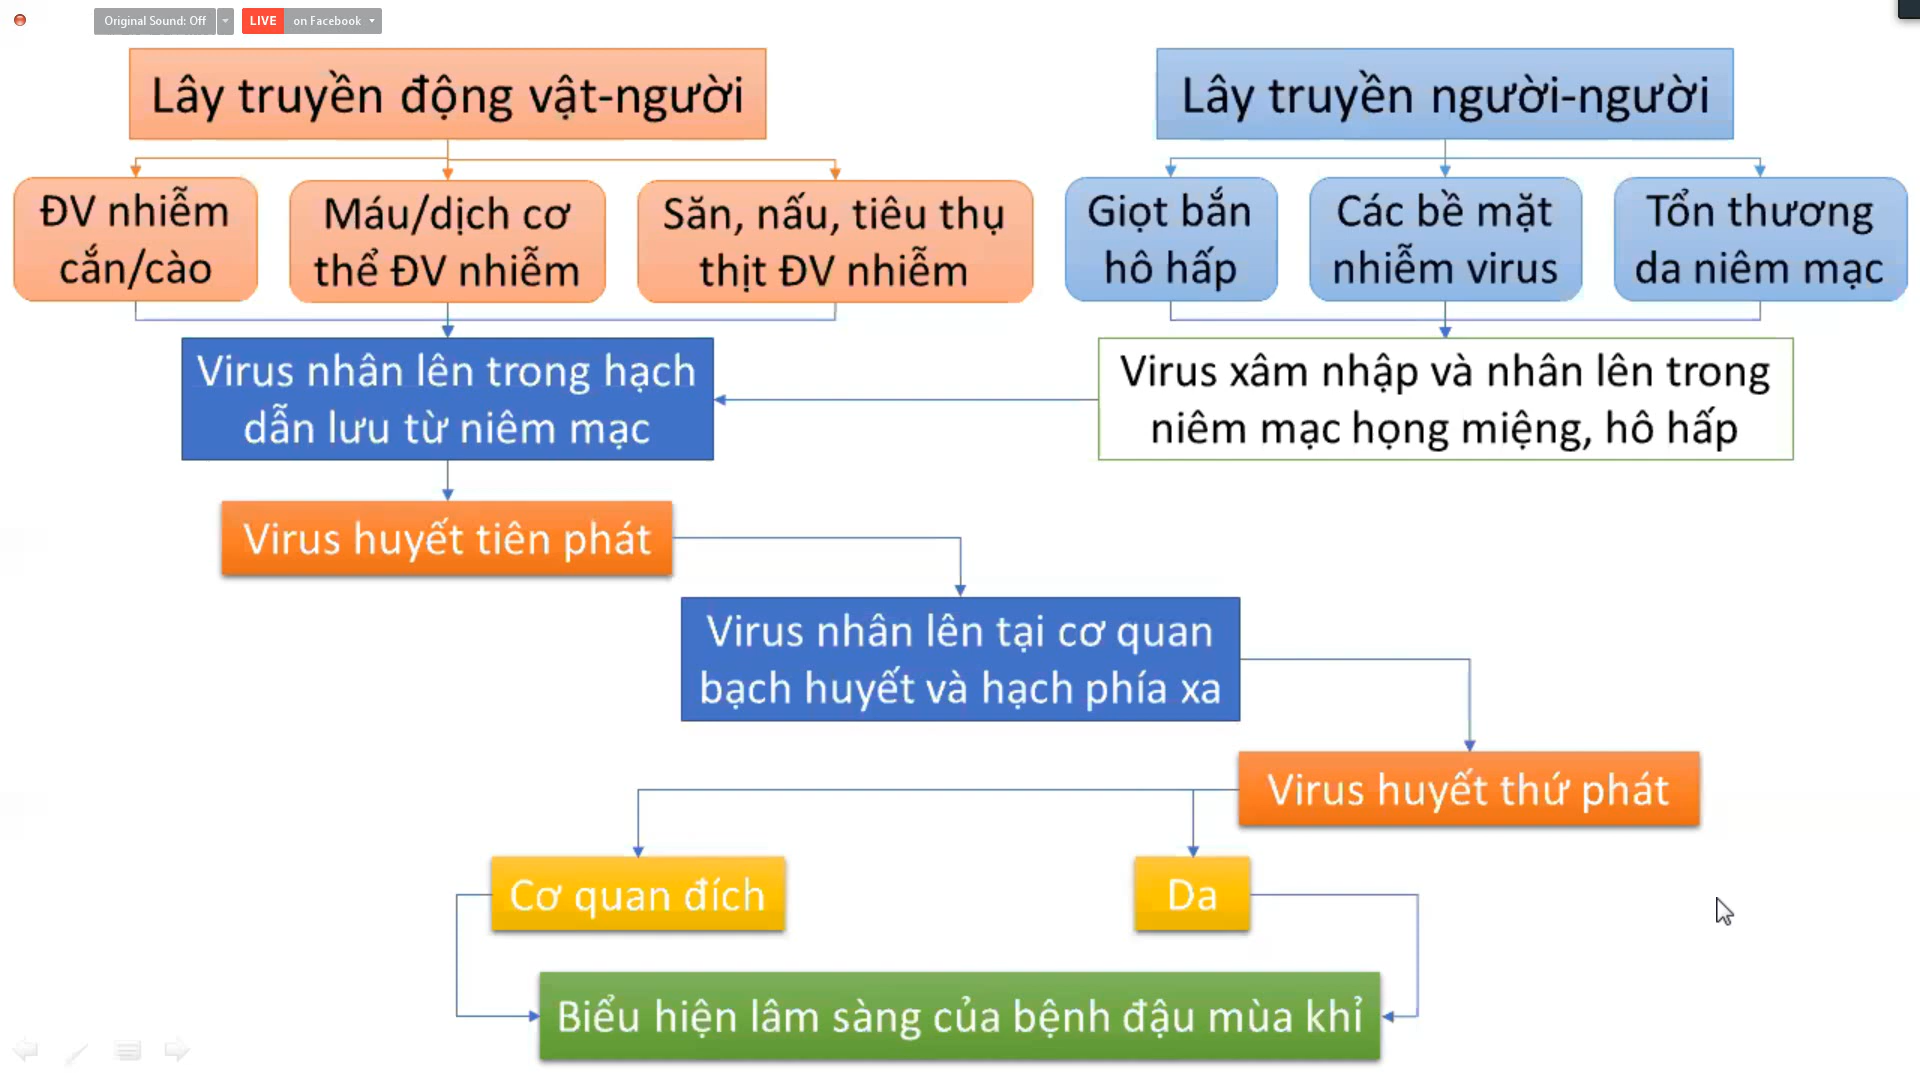 Original Sound: Off
LIVE on Facebook
Lây truyền động vật-người
Lây truyền người-người
ĐV nhiễm
cắn/cào
Máu/dịch cơ
thể ĐV nhiễm
Săn, nấu, tiêu thụ
thịt ĐV nhiễm
Giọt bắn
hô hấp
Các bề mặt
nhiễm virus
Tổn thương
da niêm mạc
Virus nhân lên trong hạch
dẫn lưu từ niêm mạc
Virus xâm nhập và nhân lên trong
niêm mạc họng miệng, hô hấp
Virus huyết tiên phát
Virus nhân lên tại cơ quan
bạch huyết và hạch phía xa
Virus huyết thứ phát
Cơ quan đích
Da
Biểu hiện lâm sàng của bệnh đậu mùa khỉ